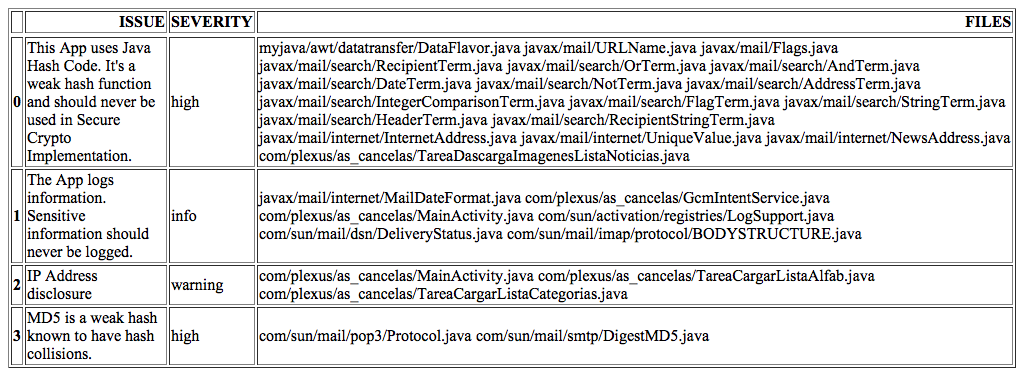 ISSUE SEVERITY FILES
This App uses Java
Hash Code. It's a
weak hash function
0 and should never be
used in Secure
Crypto
Implementation.
high
myjava/awt/datatransfer/DataFlavor.java javax/mail/URLName.java javax/mail/Flags.java
javax/mail/search/RecipientTerm.java javax/mail/search/OrTerm.java javax/mail/search/AndTerm.java
javax/mail/search/DateTerm.java javax/mail/search/NotTerm.java javax/mail/search/AddressTerm.java
javax/mail/search/IntegerComparisonTerm.java javax/mail/search/FlagTerm.java javax/mail/search/StringTerm.java
javax/mail/search/HeaderTerm.java javax/mail/search/RecipientStringTerm.java
javax/mail/internet/InternetAddress.java javax/mail/internet/UniqueValue.java javax/mail/internet/NewsAddress.java
com/plexus/as_cancelas/TareaDascargaImagenesListaNoticias.java
The App logs
information.
1 Sensitive
information should
never be logged.
info
javax/mail/internet/MailDateFormat.java com/plexus/as_cancelas/GcmIntentService.java
com/plexus/as_cancelas/MainActivity.java com/sun/activation/registries/LogSupport.java
com/sun/mail/dsn/DeliveryStatus.java com/sun/mail/imap/protocol/BODYSTRUCTURE.java
2 IP Address
disclosure
warning
com/plexus/as_cancelas/MainActivity.java com/plexus/as_cancelas/TareaCargarListaAlfab.java
com/plexus/as_cancelas/TareaCargarListaCategorias.java
MD5 is a weak hash
3 known to have hash
collisions.
high
com/sun/mail/pop3/Protocol.java com/sun/mail/smtp/DigestMD5.java